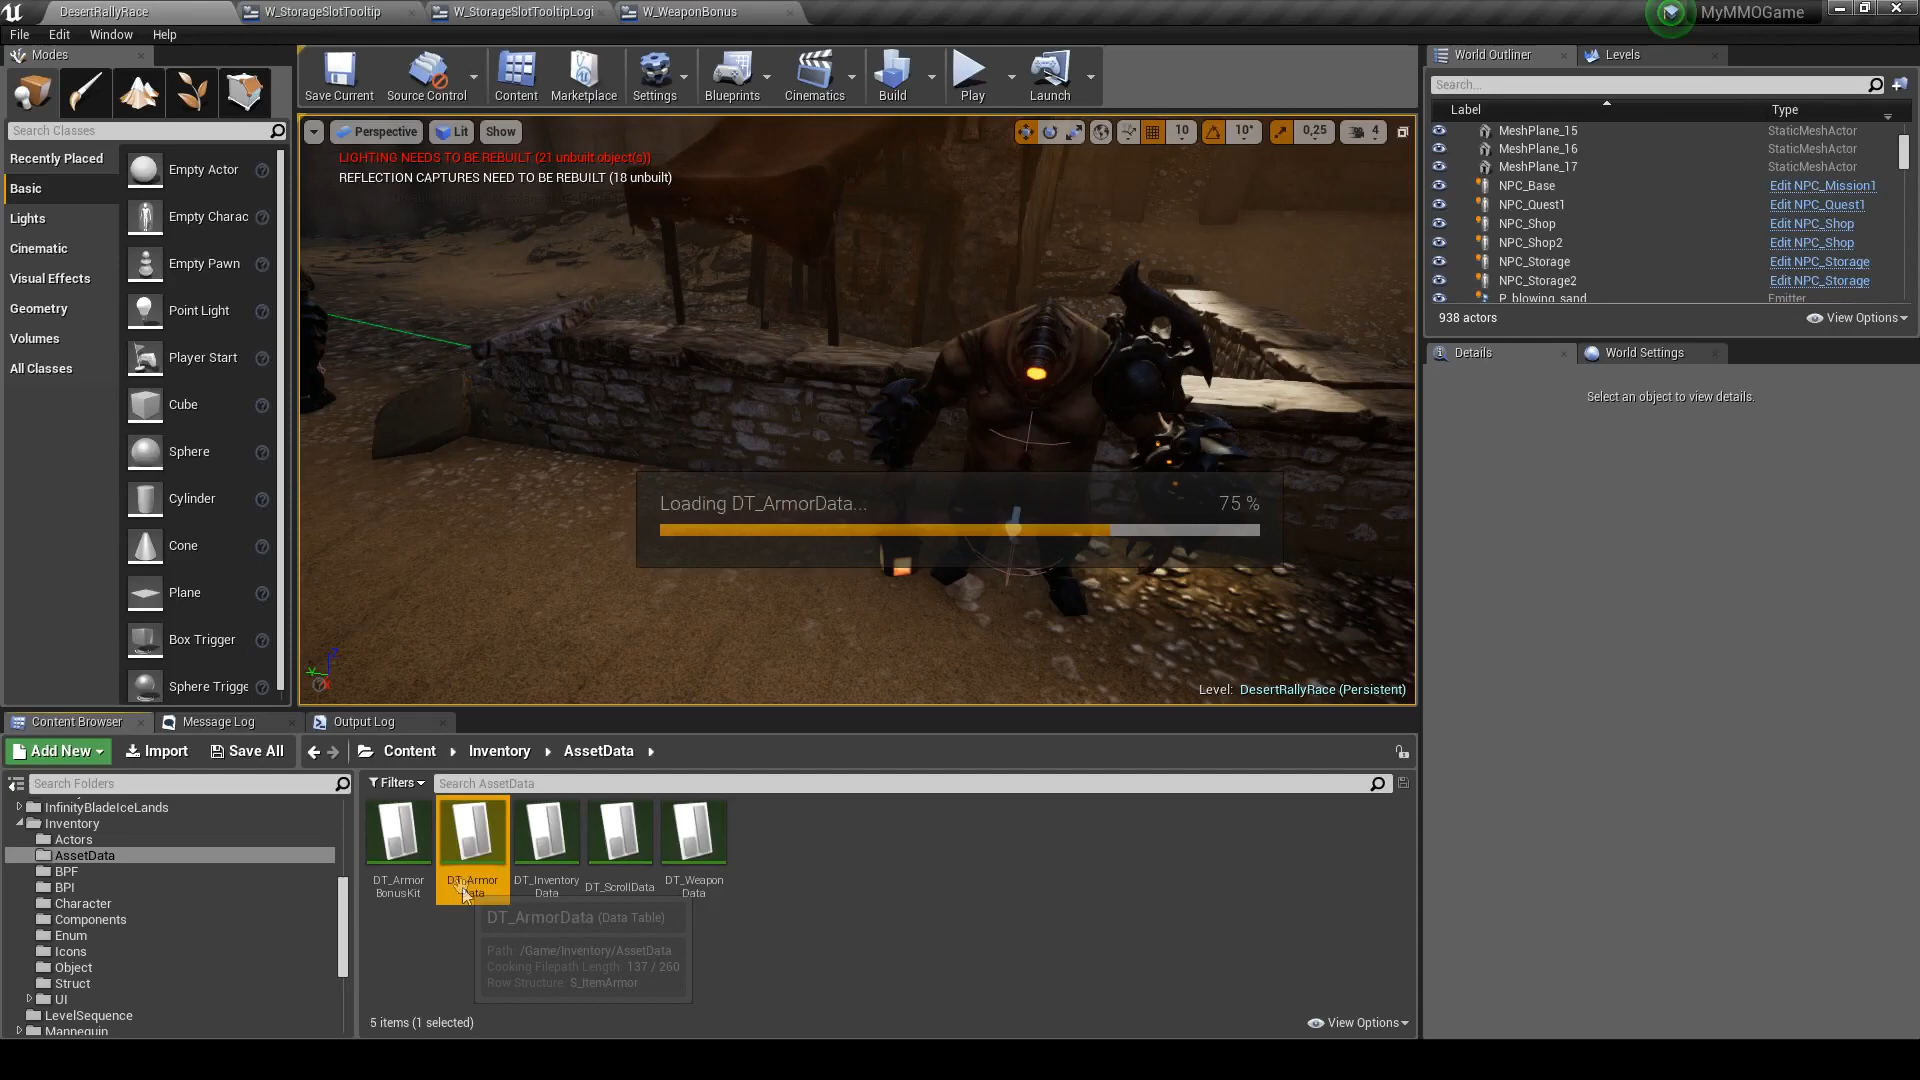 DesertRallyRace
W_StorageSlotTooltip
W_StorageSlotTooltipLogi
W_WeaponBonus
MyMMOGame
File
Edit
Window
Help
Modes
Save Current
Source Control
Content
Marketplace
Settings
Blueprints
Cinematics
Build
Play
Launch
World Outliner
Levels
Search...
Label
Type
MeshPlane_15
StaticMeshActor
MeshPlane_16
StaticMeshActor
MeshPlane_17
StaticMeshActor
NPC_Base
Edit NPC_Mission1
NPC_Quest1
Edit NPC_Quest1
NPC_Shop
Edit NPC_Shop
NPC_Shop2
Edit NPC_Shop
NPC_Storage
Edit NPC_Storage
NPC_Storage2
Edit NPC_Storage
P_blowing_sand
Emitter
938 actors
View Options
Details
World Settings
Select an object to view details.
Search Classes
Recently Placed
Basic
Lights
Cinematic
Visual Effects
Geometry
Volumes
All Classes
Empty Actor
Empty Charac
Empty Pawn
Point Light
Player Start
Cube
Sphere
Cylinder
Cone
Plane
Box Trigger
Sphere Trigge
Perspective
Lit
Show
10
10°
0,25
4
LIGHTING NEEDS TO BE REBUILT (21 unbuilt object(s))
REFLECTION CAPTURES NEED TO BE REBUILT (18 unbuilt)
Loading DT_ArmorData...
75 %
Level: DesertRallyRace (Persistent)
Content Browser
Message Log
Output Log
Add New
Import
Save All
Content
Inventory
AssetData
Search Folders
Filters
Search AssetData
InfinityBladeIceLands
Inventory
Actors
AssetData
BPF
BPI
Character
Components
Enum
Icons
Object
Struct
UI
LevelSequence
Mannequin
DT_Armor
BonusKit
DT_Armor
Data
DT_Inventory
Data
DT_ScrollData
DT_Weapon
Data
DT_ArmorData (Data Table)
Path: /Game/Inventory/AssetData
Cooking Filepath Length: 137 / 260
Row Structure: S_ItemArmor
5 items (1 selected)
View Options